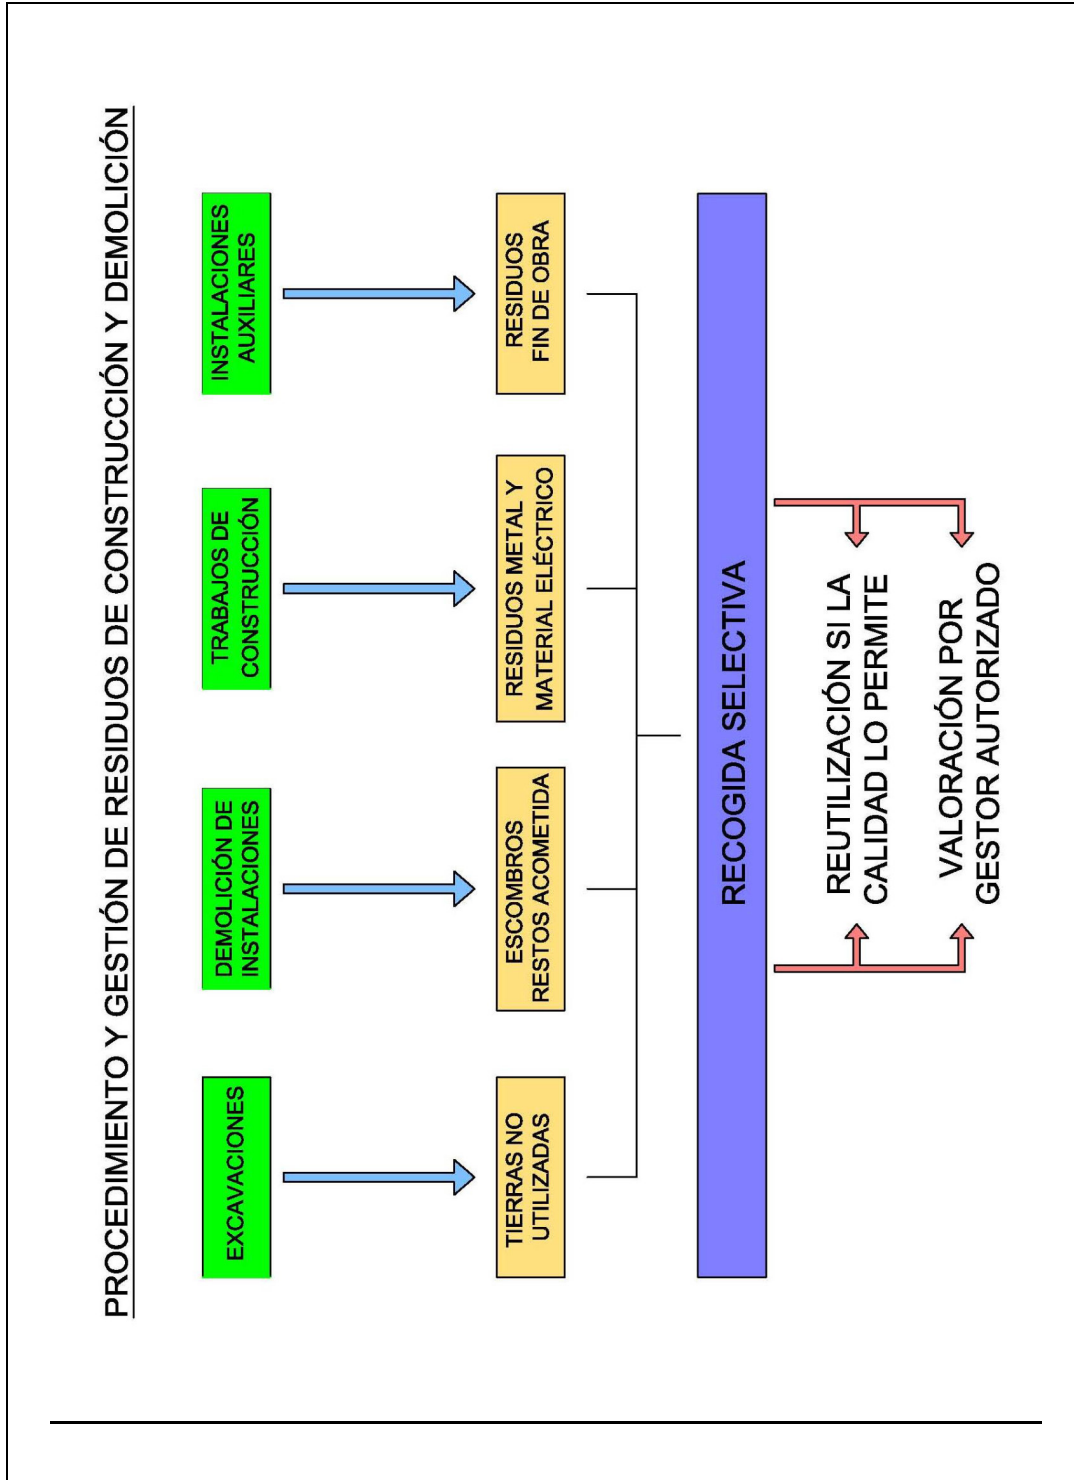 PROCEDIMIENTO Y GESTIÓN DE RESIDUOS DE CONSTRUCCIÓN Y DEMOLICIÓN
EXCAVACIONES
DEMOLICIÓN DE
INSTALACIONES
TRABAJOS DE
CONSTRUCCIÓN
INSTALACIONES
AUXILIARES
TIERRAS NO
UTILIZADAS
ESCOMBROS
RESTOS ACOMETIDA
RESIDUOS METAL Y
MATERIAL ELÉCTRICO
RESIDUOS
FIN DE OBRA
RECOGIDA SELECTIVA
REUTILIZACIÓN SI LA
CALIDAD LO PERMITE
VALORACIÓN POR
GESTOR AUTORIZADO